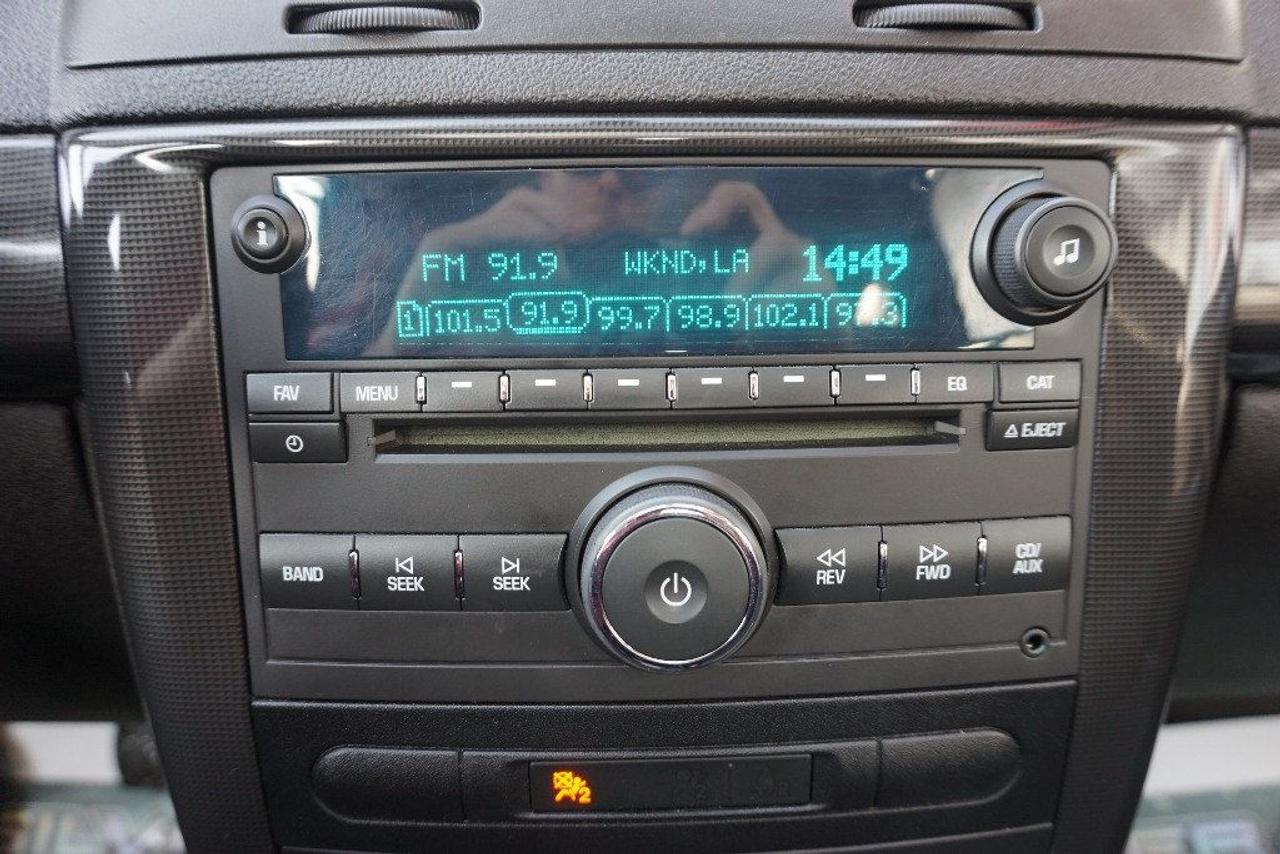 FM 91.9 WKND,LA 14:49
1 101.5 91.9 99.7 98.9 102.1
FAV MENU EQ CAT
EJECT
BAND SEEK SEEK REV FWD CD/
AUX
2